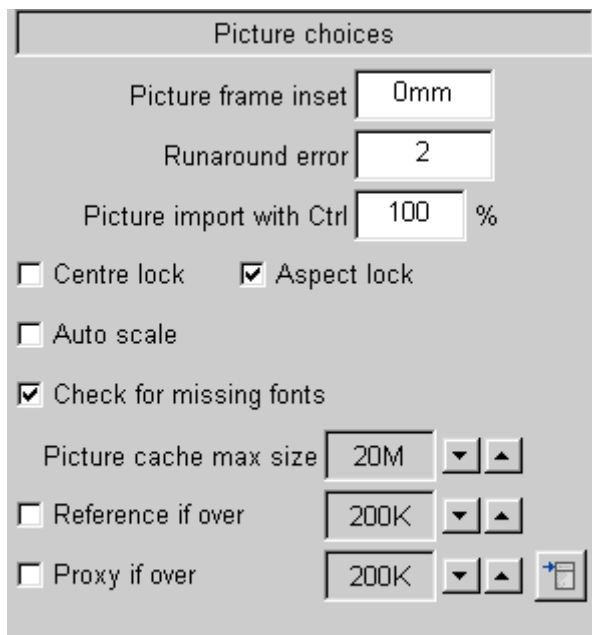 Picture choices
Picture frame inset 0mm
Runaround error 2
Picture import with Ctrl 100 %
Centre lock Aspect lock
Auto scale
Check for missing fonts
Picture cache max size 20M
Reference if over 200K
Proxy if over 200K